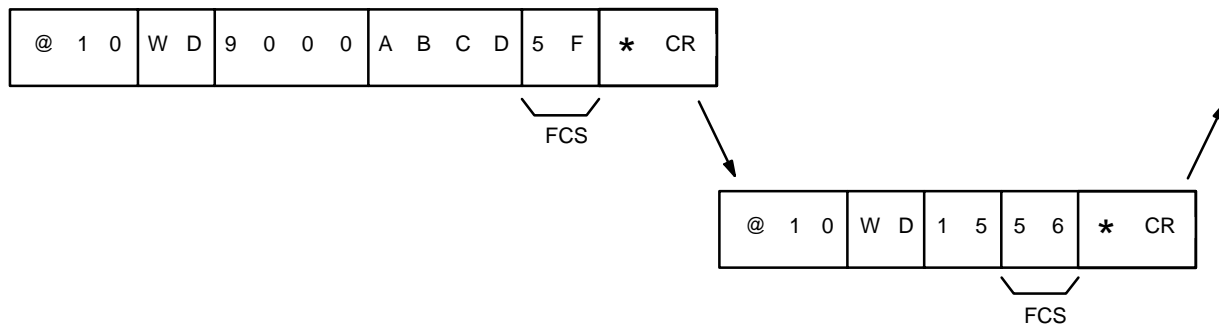 @ 1 0 W D 9 0 0 0 A B C D 5 F * CR
FCS
@ 1 0 W D 1 5 5 6 * CR
FCS